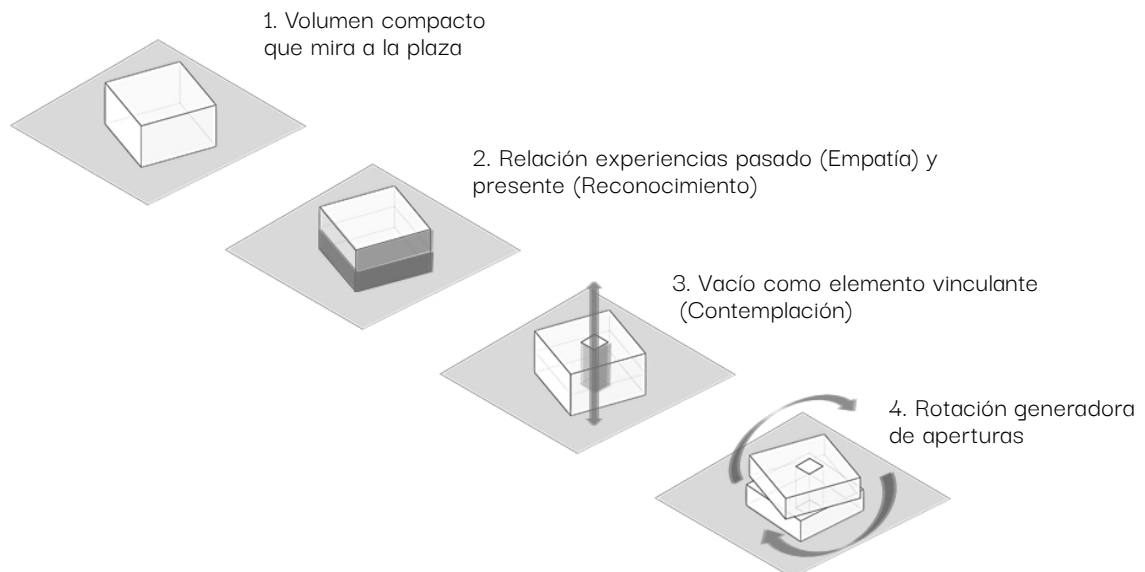 1. Volumen compacto
que mira a la plaza
2. Relación experiencias pasado (Empatía) y
presente (Reconocimiento)
3. Vacío como elemento vinculante
(Contemplación)
4. Rotación generadora
de aperturas